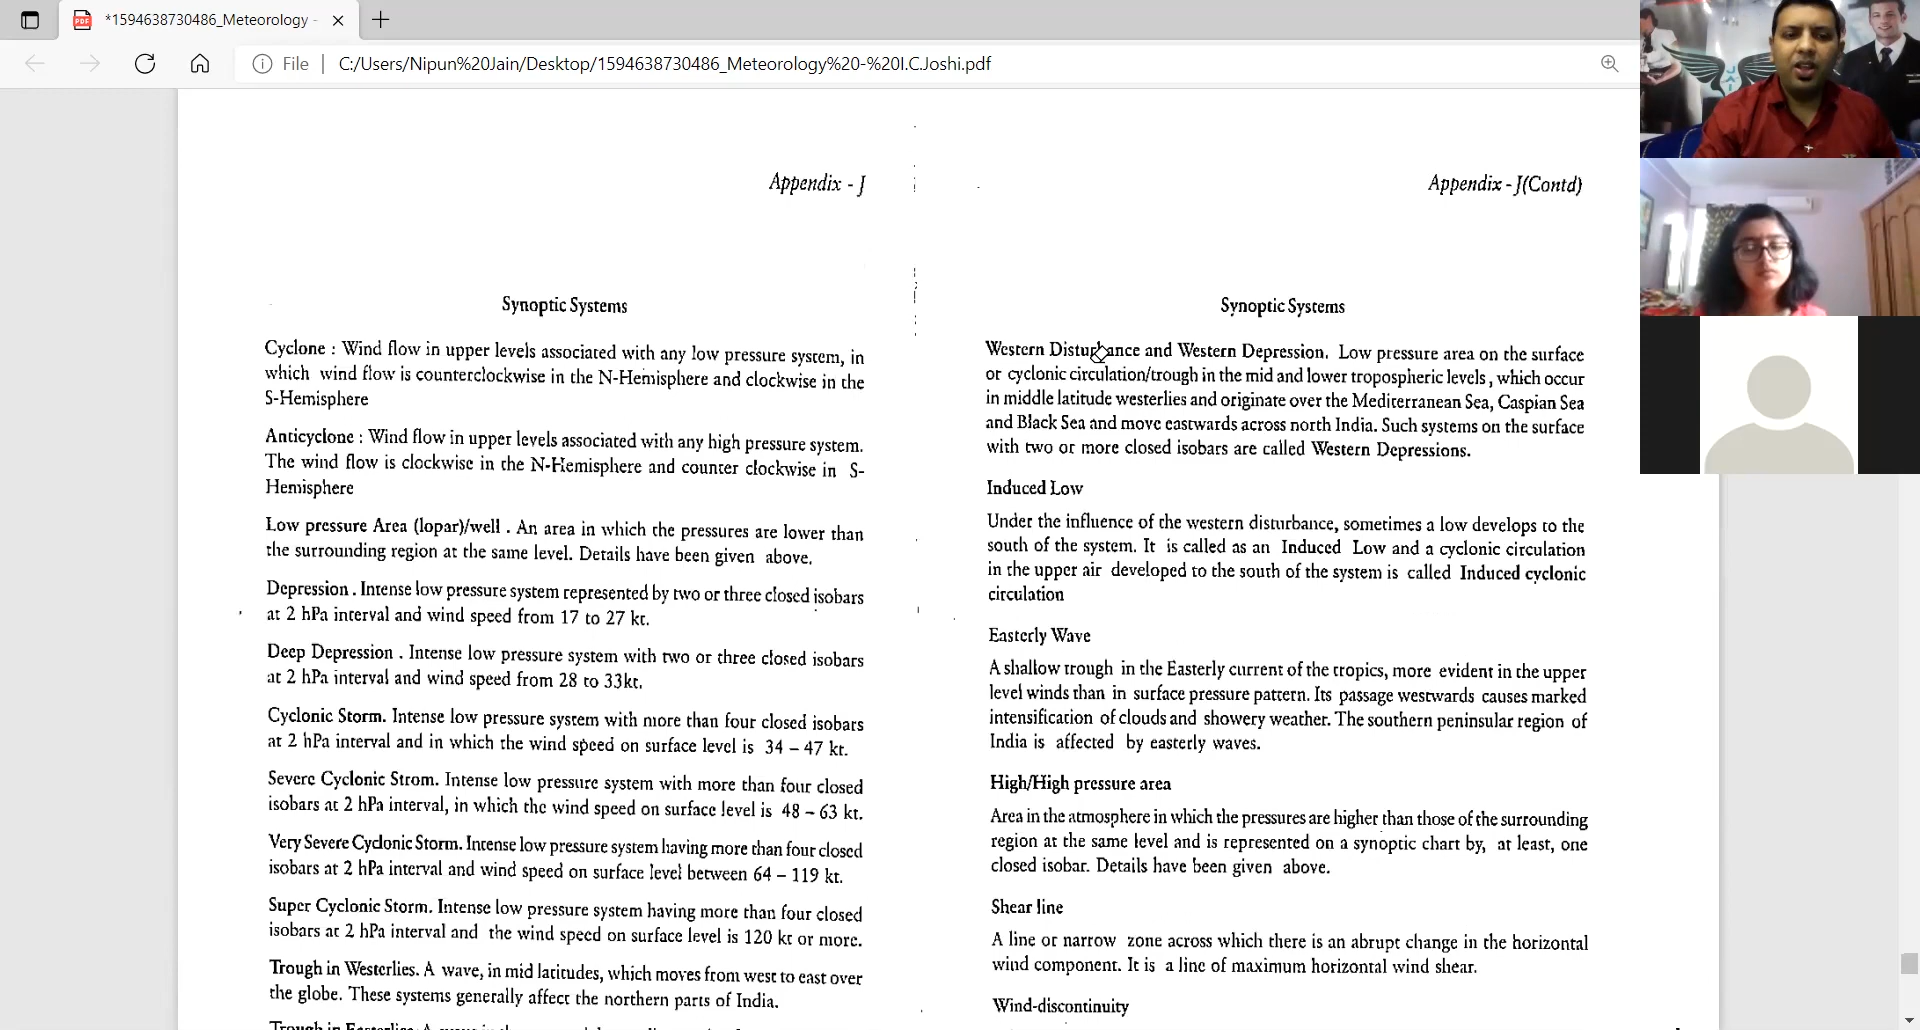 *1594638730486_Meteorology -
File
C:/Users/Nipun%20Jain/Desktop/1594638730486_Meteorology%20-%20I.C.Joshi.pdf
Appendix - J
Synoptic Systems
Cyclone : Wind flow in upper levels associated with any low pressure system, in
which wind flow is counterclockwise in the N-Hemisphere and clockwise in the
S-Hemisphere
Anticyclone : Wind flow in upper levels associated with any high pressure system.
The wind flow is clockwise in the N-Hemisphere and counter clockwise in S-
Hemisphere
Low pressure Area (lopar)/well . An area in which the pressures are lower than
the surrounding region at the same level. Details have been given above.
Depression . Intense low pressure system represented by two or three closed isobars
at 2 hPa interval and wind speed from 17 to 27 kt.
Deep Depression . Intense low pressure system with two or three closed isobars
at 2 hPa interval and wind speed from 28 to 33kt.
Cyclonic Storm. Intense low pressure system with more than four closed isobars
at 2 hPa interval and in which the wind speed on surface level is 34 – 47 kt.
Severe Cyclonic Strom. Intense low pressure system with more than four closed
isobars at 2 hPa interval, in which the wind speed on surface level is 48 – 63 kt.
Very Severe Cyclonic Storm. Intense low pressure system having more than four closed
isobars at 2 hPa interval and wind speed on surface level between 64 – 119 kt.
Super Cyclonic Storm. Intense low pressure system having more than four closed
isobars at 2 hPa interval and the wind speed on surface level is 120 kt or more.
Trough in Westerlies. A wave, in mid latitudes, which moves from west to east over
the globe. These systems generally affect the northern parts of India.
Appendix - J(Contd)
Synoptic Systems
Western Disturbance and Western Depression. Low pressure area on the surface
or cyclonic circulation/trough in the mid and lower tropospheric levels, which occur
in middle latitude westerlies and originate over the Mediterranean Sea, Caspian Sea
and Black Sea and move eastwards across north India. Such systems on the surface
with two or more closed isobars are called Western Depressions.
Induced Low
Under the influence of the western disturbance, sometimes a low develops to the
south of the system. It is called as an Induced Low and a cyclonic circulation
in the upper air developed to the south of the system is called Induced cyclonic
circulation
Easterly Wave
A shallow trough in the Easterly current of the tropics, more evident in the upper
level winds than in surface pressure pattern. Its passage westwards causes marked
intensification of clouds and showery weather. The southern peninsular region of
India is affected by easterly waves.
High/High pressure area
Area in the atmosphere in which the pressures are higher than those of the surrounding
region at the same level and is represented on a synoptic chart by, at least, one
closed isobar. Details have been given above.
Shear line
A line or narrow zone across which there is an abrupt change in the horizontal
wind component. It is a line of maximum horizontal wind shear.
Wind-discontinuity